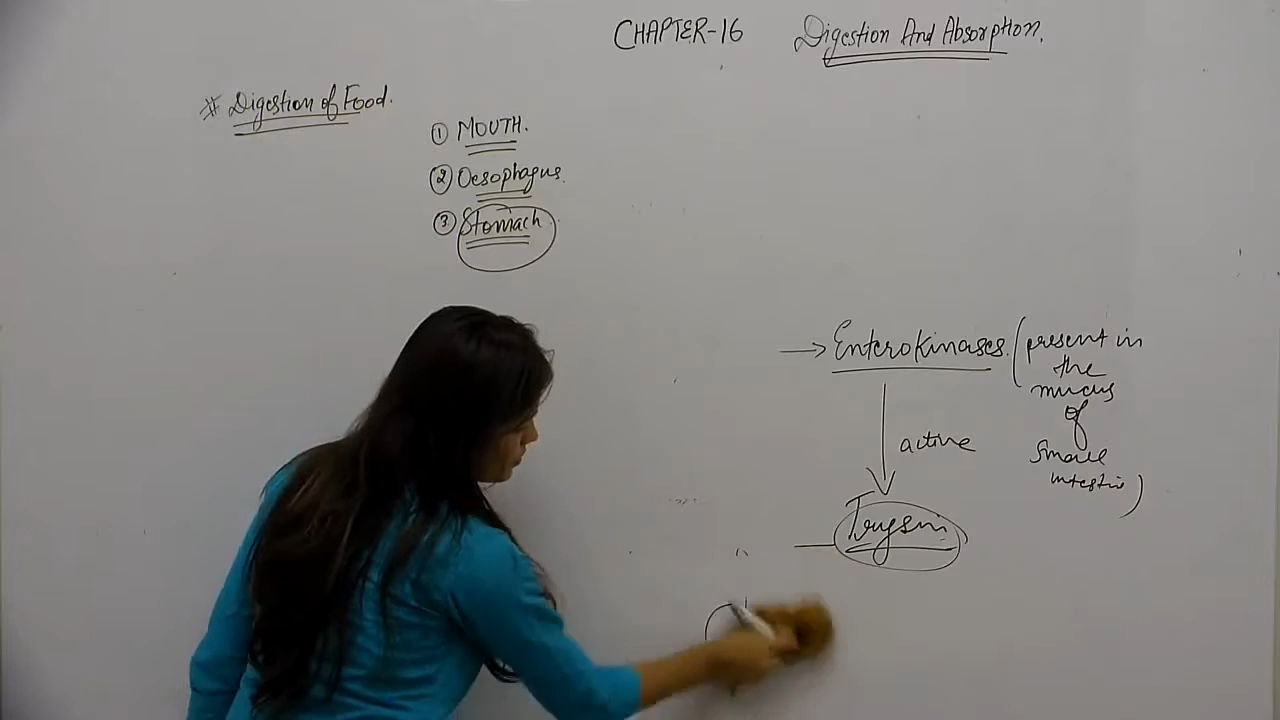 CHAPTER-16 Digestion And Absorption.
* Digestion of Food.
① MOUTH.
② Oesophagus.
③ Stomach
→ Enterokinases. (present in
the
mucus
of
small
intestin)
active
Trypsin